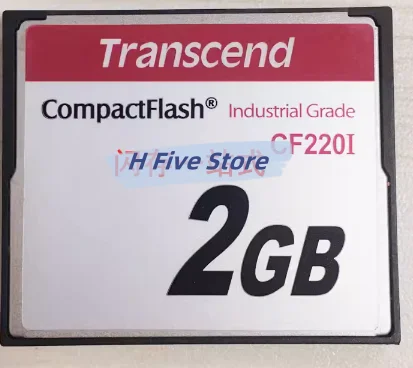 Transcend
CompactFlash® Industrial Grade
CF220I
H Five Store
2GB